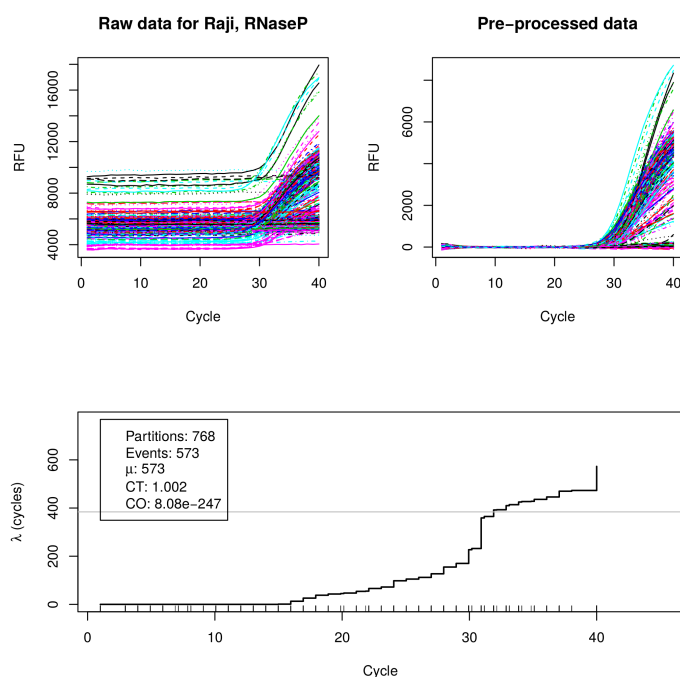 Raw data for Raji, RNaseP
RFU
4000 8000 12000 16000
0 10 20 30 40
Cycle
Pre−processed data
RFU
0 2000 6000
0 10 20 30 40
Cycle
Partitions: 768
Events: 573
μ: 573
CT: 1.002
CO: 8.08e−247
λ (cycles)
0 200 400 600
0 10 20 30 40
Cycle